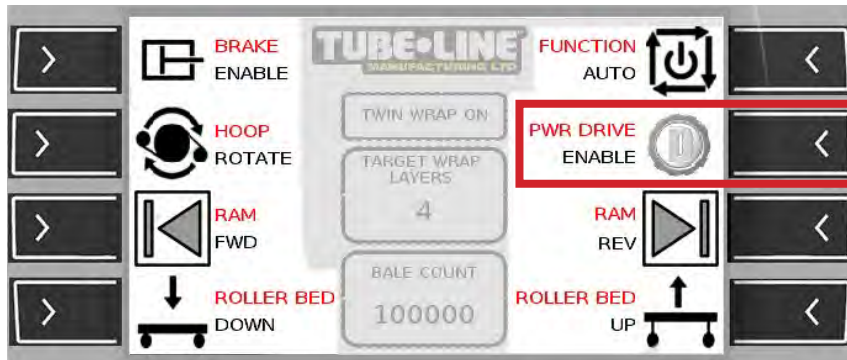 BRAKE
ENABLE
TUBE•LINE
MANUFACTURING LTD
FUNCTION
AUTO
HOOP
ROTATE
TWIN WRAP ON
PWR DRIVE
ENABLE
D
TARGET WRAP
LAYERS
4
RAM
FWD
RAM
REV
BALE COUNT
100000
ROLLER BED
DOWN
ROLLER BED
UP